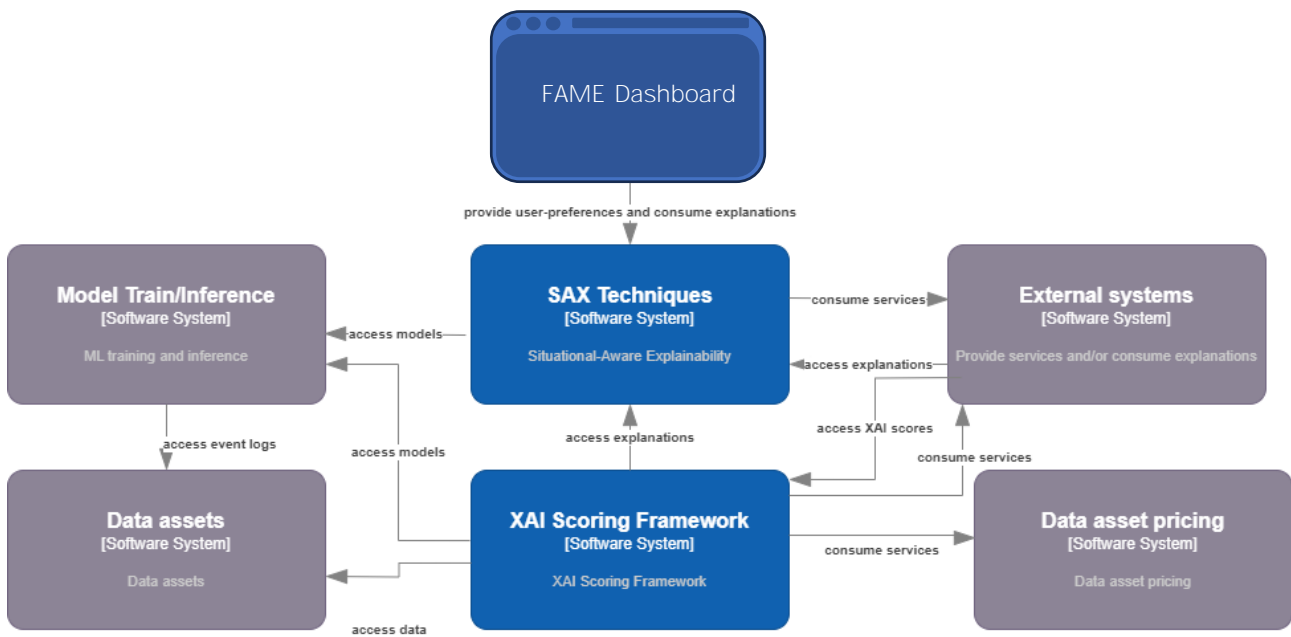 FAME Dashboard
provide user-preferences and consume explanations
Model Train/Inference
[Software System]
ML training and inference
SAX Techniques
[Software System]
Situational-Aware Explainability
External systems
[Software System]
Provide services and/or consume explanations
consume services
access models
access explanations
access event logs
access models
access explanations
access XAI scores
consume services
Data assets
[Software System]
Data assets
XAI Scoring Framework
[Software System]
XAI Scoring Framework
Data asset pricing
[Software System]
Data asset pricing
consume services
access data